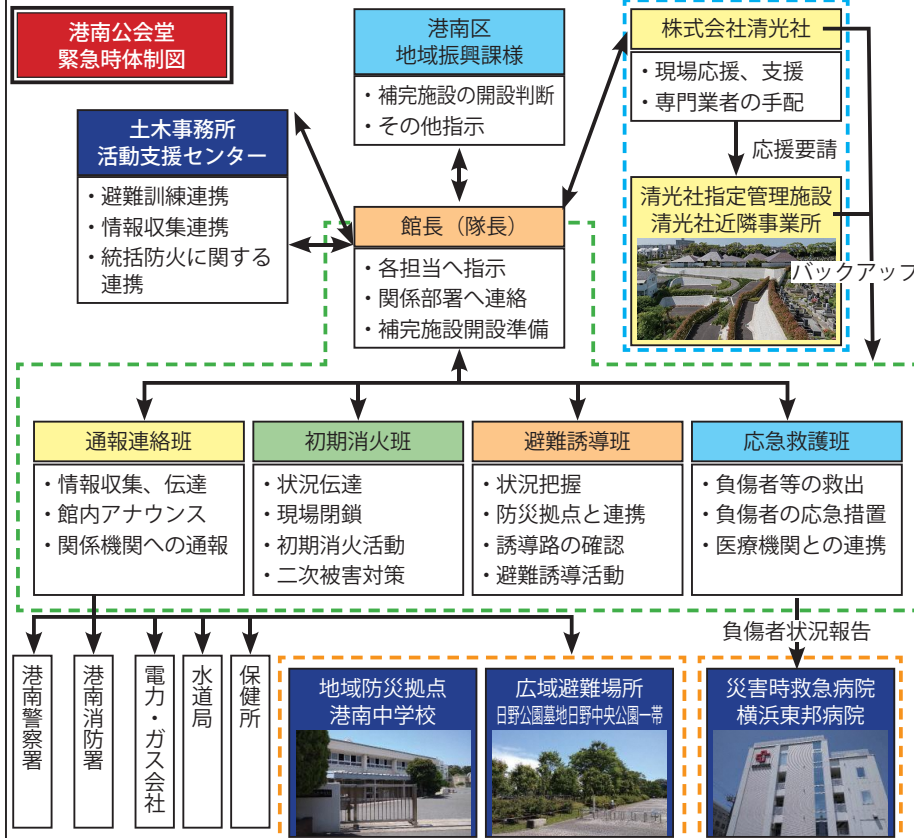 港南公会堂
緊急時体制図
港南区
地域振興課様
・補完施設の開設判断
・その他指示
株式会社清光社
・現場応援、支援
・専門業者の手配
応援要請
清光社指定管理施設
清光社近隣事業所
バックアップ
土木事務所
活動支援センター
・避難訓練連携
・情報収集連携
・統括防火に関する
連携
館長（隊長）
・各担当へ指示
・関係部署へ連絡
・補完施設開設準備
通報連絡班
・情報収集、伝達
・館内アナウンス
・関係機関への通報
初期消火班
・状況伝達
・現場閉鎖
・初期消火活動
・二次被害対策
避難誘導班
・状況把握
・防災拠点と連携
・誘導路の確認
・避難誘導活動
応急救護班
・負傷者等の救出
・負傷者の応急措置
・医療機関との連携
負傷者状況報告
港南警察署
港南消防署
電力・ガス会社
水道局
保健所
地域防災拠点
港南中学校
広域避難場所
日野公園墓地日野中央公園一帯
災害時救急病院
横浜東邦病院